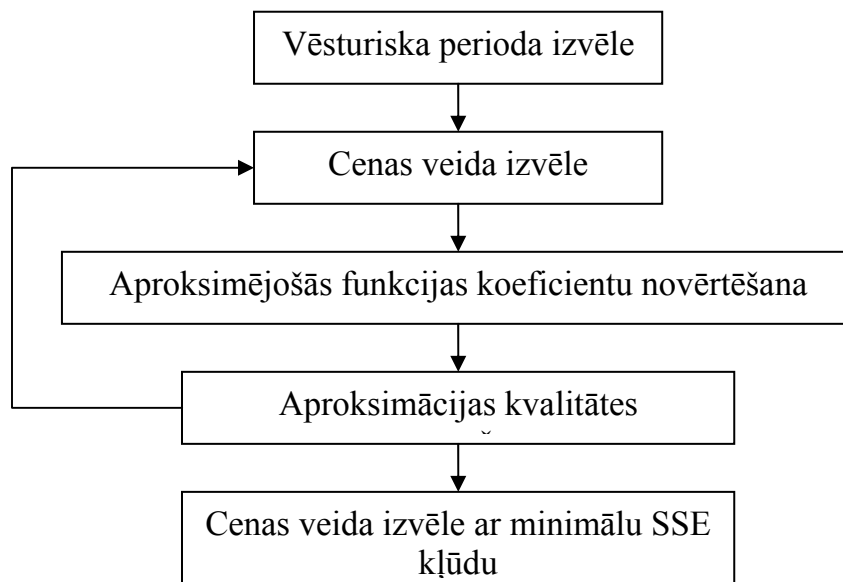 Vēsturiska perioda izvēle
Cenas veida izvēle
Aproksimējošās funkcijas koeficientu novērtēšana
Aproksimācijas kvalitātes
Cenas veida izvēle ar minimālu SSE
kļūdu